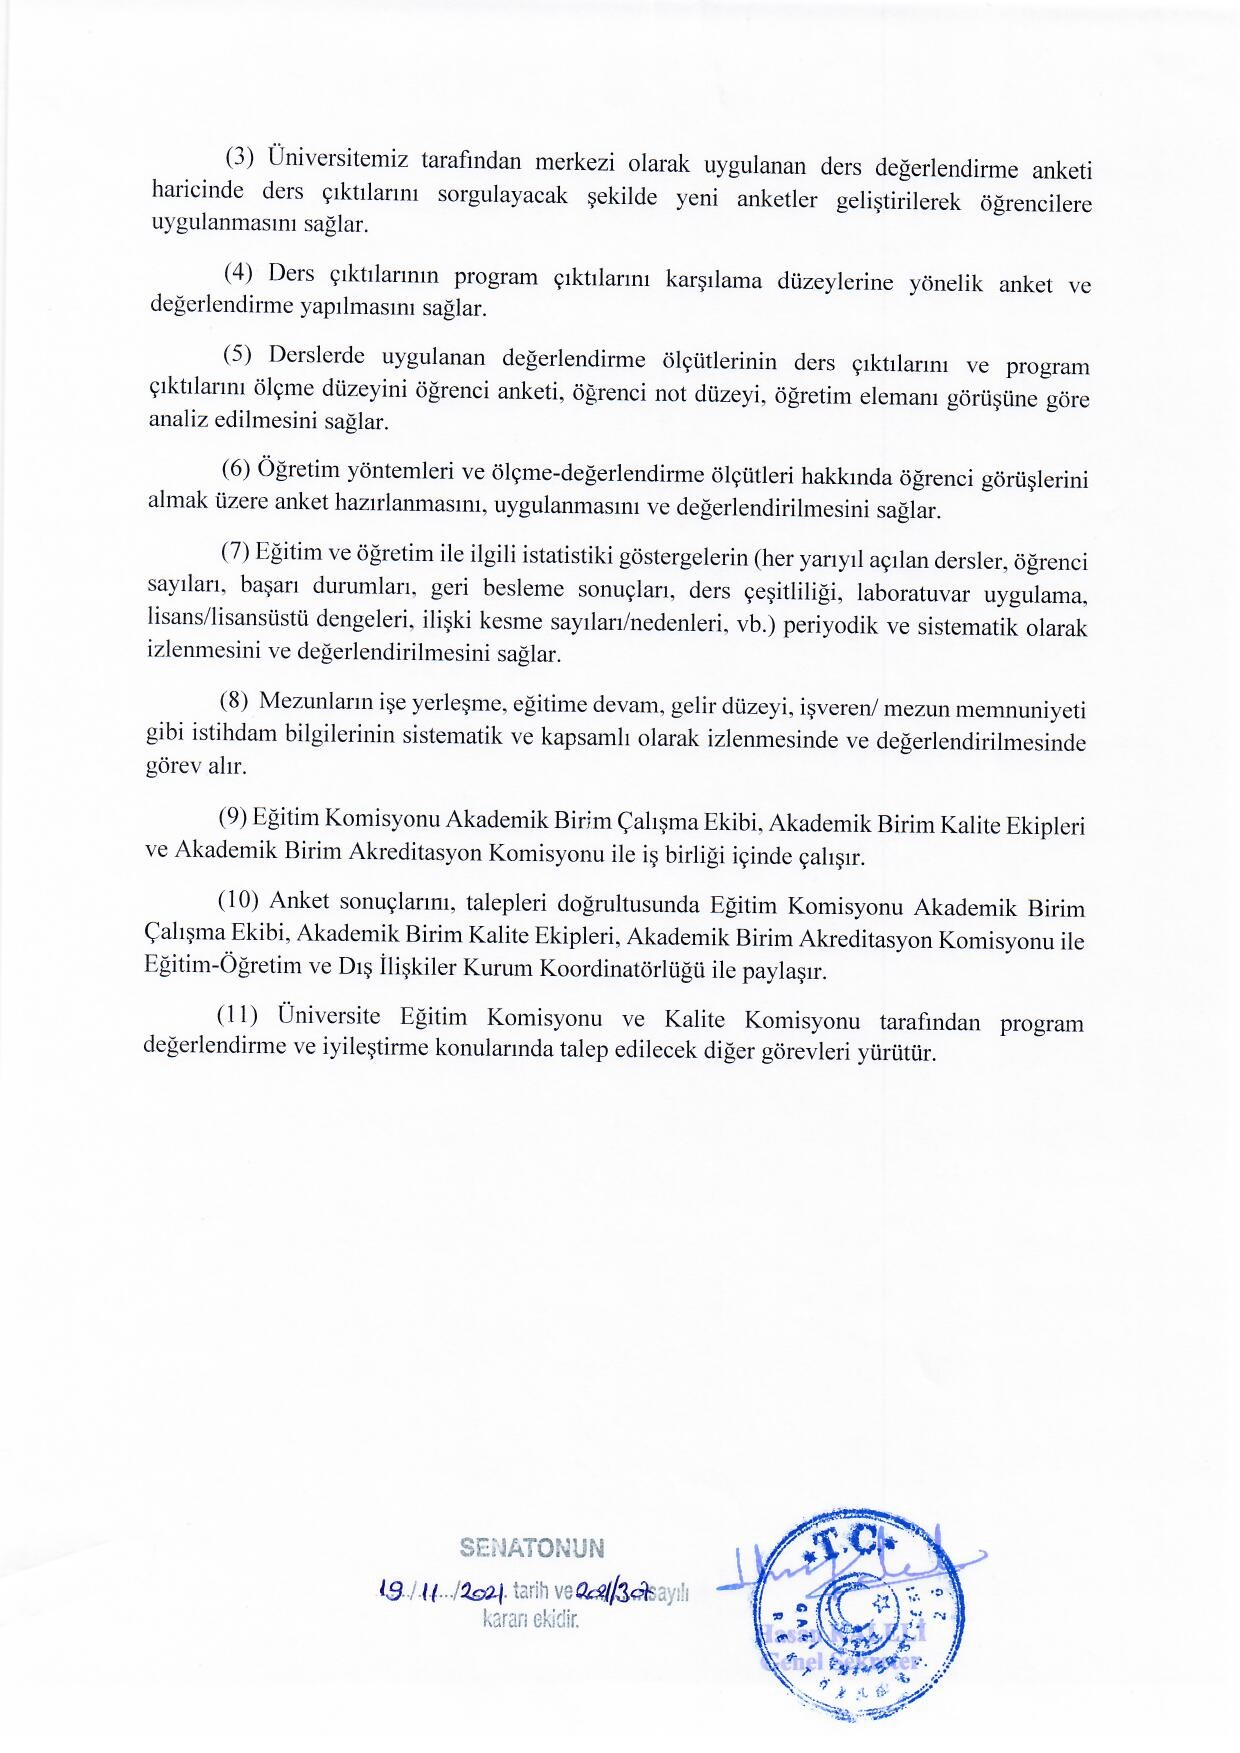 (3) Üniversitemiz tarafından merkezi olarak uygulanan ders değerlendirme anketi
haricinde ders çıktılarını sorgulayacak şekilde yeni anketler geliştirilerek öğrencilere
uygulanmasını sağlar.
(4) Ders çıktılarının program çıktılarını karşılama düzeylerine yönelik anket ve
değerlendirme yapılmasını sağlar.
(5) Derslerde uygulanan değerlendirme ölçütlerinin ders çıktılarını ve program
çıktılarını ölçme düzeyini öğrenci anketi, öğrenci not düzeyi, öğretim elemanı görüşüne göre
analiz edilmesini sağlar.
(6) Öğretim yöntemleri ve ölçme-değerlendirme ölçütleri hakkında öğrenci görüşlerini
almak üzere anket hazırlanmasını, uygulanmasını ve değerlendirilmesini sağlar.
(7) Eğitim ve öğretim ile ilgili istatistiki göstergelerin (her yarıyıl açılan dersler, öğrenci
sayıları, başarı durumları, geri besleme sonuçları, ders çeşitliliği, laboratuvar uygulama,
lisans/lisansüstü dengeleri, ilişki kesme sayıları/nedenleri, vb.) periyodik ve sistematik olarak
izlenmesini ve değerlendirilmesini sağlar.
(8) Mezunların işe yerleşme, eğitime devam, gelir düzeyi, işveren/ mezun memnuniyeti
gibi istihdam bilgilerinin sistematik ve kapsamlı olarak izlenmesinde ve değerlendirilmesinde
görev alır.
(9) Eğitim Komisyonu Akademik Birim Çalışma Ekibi, Akademik Birim Kalite Ekipleri
ve Akademik Birim Akreditasyon Komisyonu ile iş birliği içinde çalışır.
(10) Anket sonuçlarını, talepleri doğrultusunda Eğitim Komisyonu Akademik Birim
Çalışma Ekibi, Akademik Birim Kalite Ekipleri, Akademik Birim Akreditasyon Komisyonu ile
Eğitim-Öğretim ve Dış İlişkiler Kurum Koordinatörlüğü ile paylaşır.
(11) Üniversite Eğitim Komisyonu ve Kalite Komisyonu tarafından program
değerlendirme ve iyileştirme konularında talep edilecek diğer görevleri yürütür.
SENATONUN
19../11.../2021. tarih ve 2021/307 sayılı
kararı ekidir.
T.C.
Hasan
Genel Sekreter